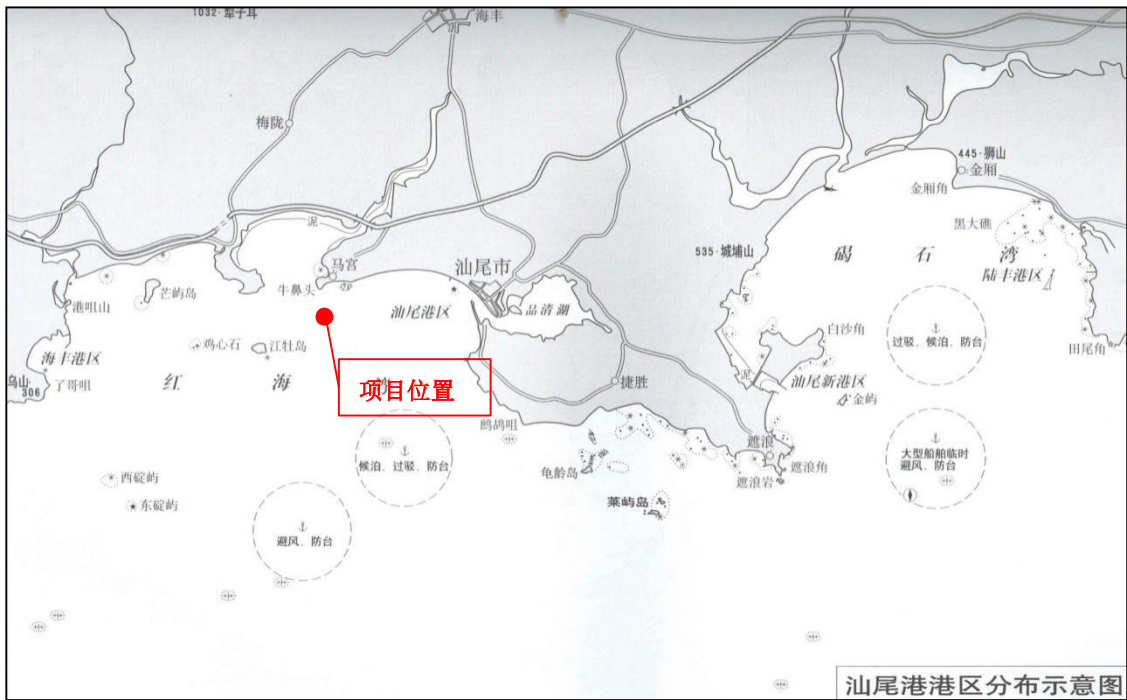 1032·犁子耳
海丰
梅陇
445·狮山
金厢
金厢角
泥
黑大礁
535·城埔山
碣石湾
马宫
汕尾市
陆丰港区
牛鼻头
芒屿岛
品清湖
港咀山
汕尾港区
白沙角
过驳、候泊、防台
鸡心石
江牡岛
田尾角
海丰港区
泥
红海
项目位置
捷胜
汕尾新港区
306
了哥咀
金屿
鹧鸪咀
遮浪
大型船舶临时
避风、防台
候泊、过驳、防台
龟龄岛
遮浪角
西碇屿
遮浪岩
莱屿岛
东碇屿
避风、防台
汕尾港港区分布示意图